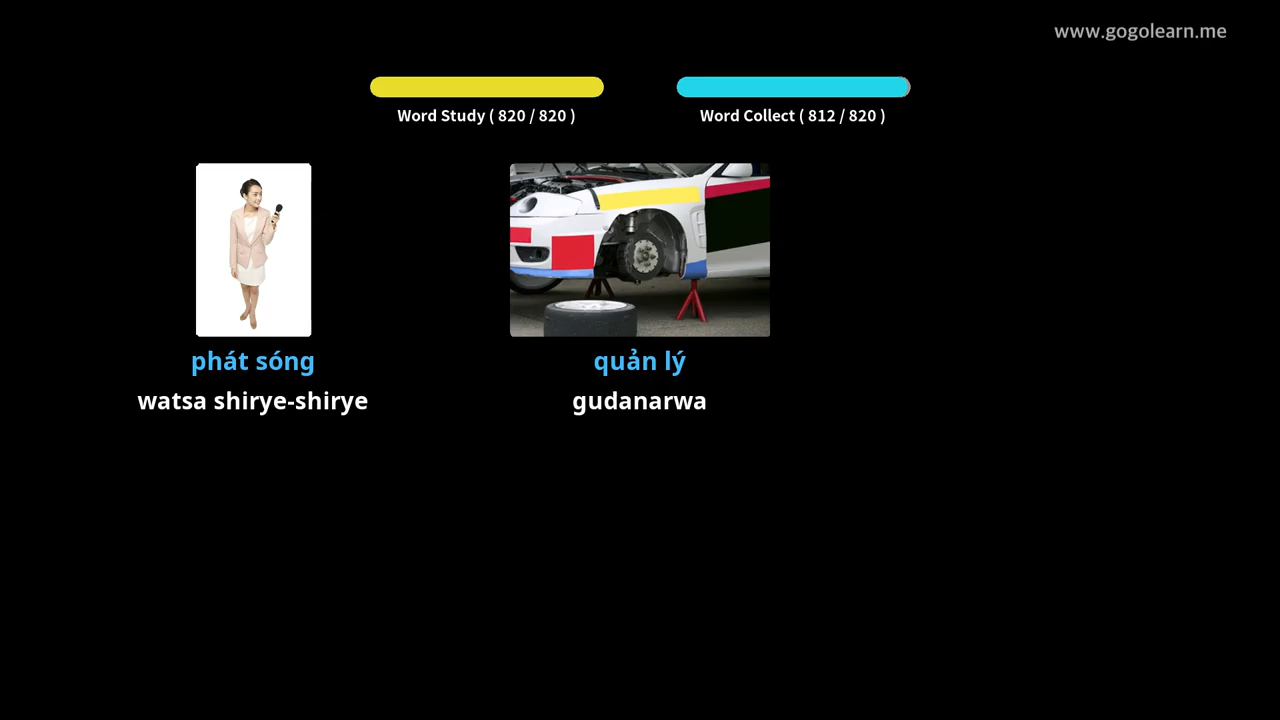 www.gogolearn.me
Word Study ( 820 / 820 )
Word Collect ( 812 / 820 )
phát sóng
watsa shirye-shirye
quản lý
gudanarwa